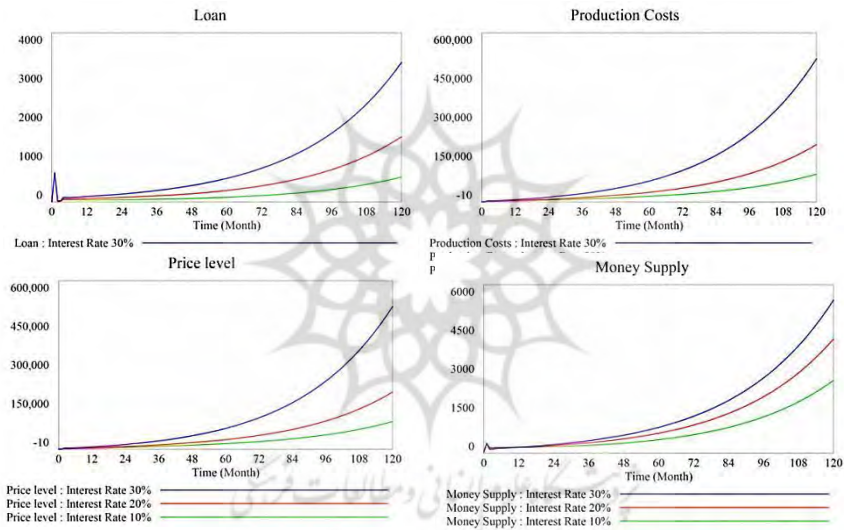 Loan
4000
3000
2000
1000
0
0 12 24 36 48 60 72 84 96 108 120
Time (Month)
Loan : Interest Rate 30%
Production Costs
600,000
450,000
300,000
150,000
-10
0 12 24 36 48 60 72 84 96 108 120
Time (Month)
Production Costs : Interest Rate 30%
P
P
Price level
600,000
450,000
300,000
150,000
-10
0 12 24 36 48 60 72 84 96 108 120
Time (Month)
Price level : Interest Rate 30%
Price level : Interest Rate 20%
Price level : Interest Rate 10%
Money Supply
6000
4500
3000
1500
0
0 12 24 36 48 60 72 84 96 108 120
Time (Month)
Money Supply : Interest Rate 30%
Money Supply : Interest Rate 20%
Money Supply : Interest Rate 10%
پژوهشگاه علوم انسانی و مطالعات فرهنگی